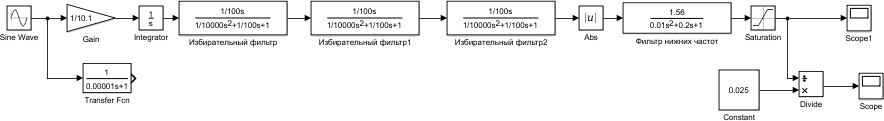 Sine Wave
1/10.1
Gain
1
s
Integrator
1/100s
1/10000s²+1/100s+1
Избирательный фильтр
1/100s
1/10000s²+1/100s+1
Избирательный фильтр1
1/100s
1/10000s²+1/100s+1
Избирательный фильтр2
|u|
Abs
1.56
0.01s²+0.2s+1
Фильтр нижних частот
Saturation
Scope1
1
0.00001s+1
Transfer Fcn
0.025
Constant
÷
×
Divide
Scope